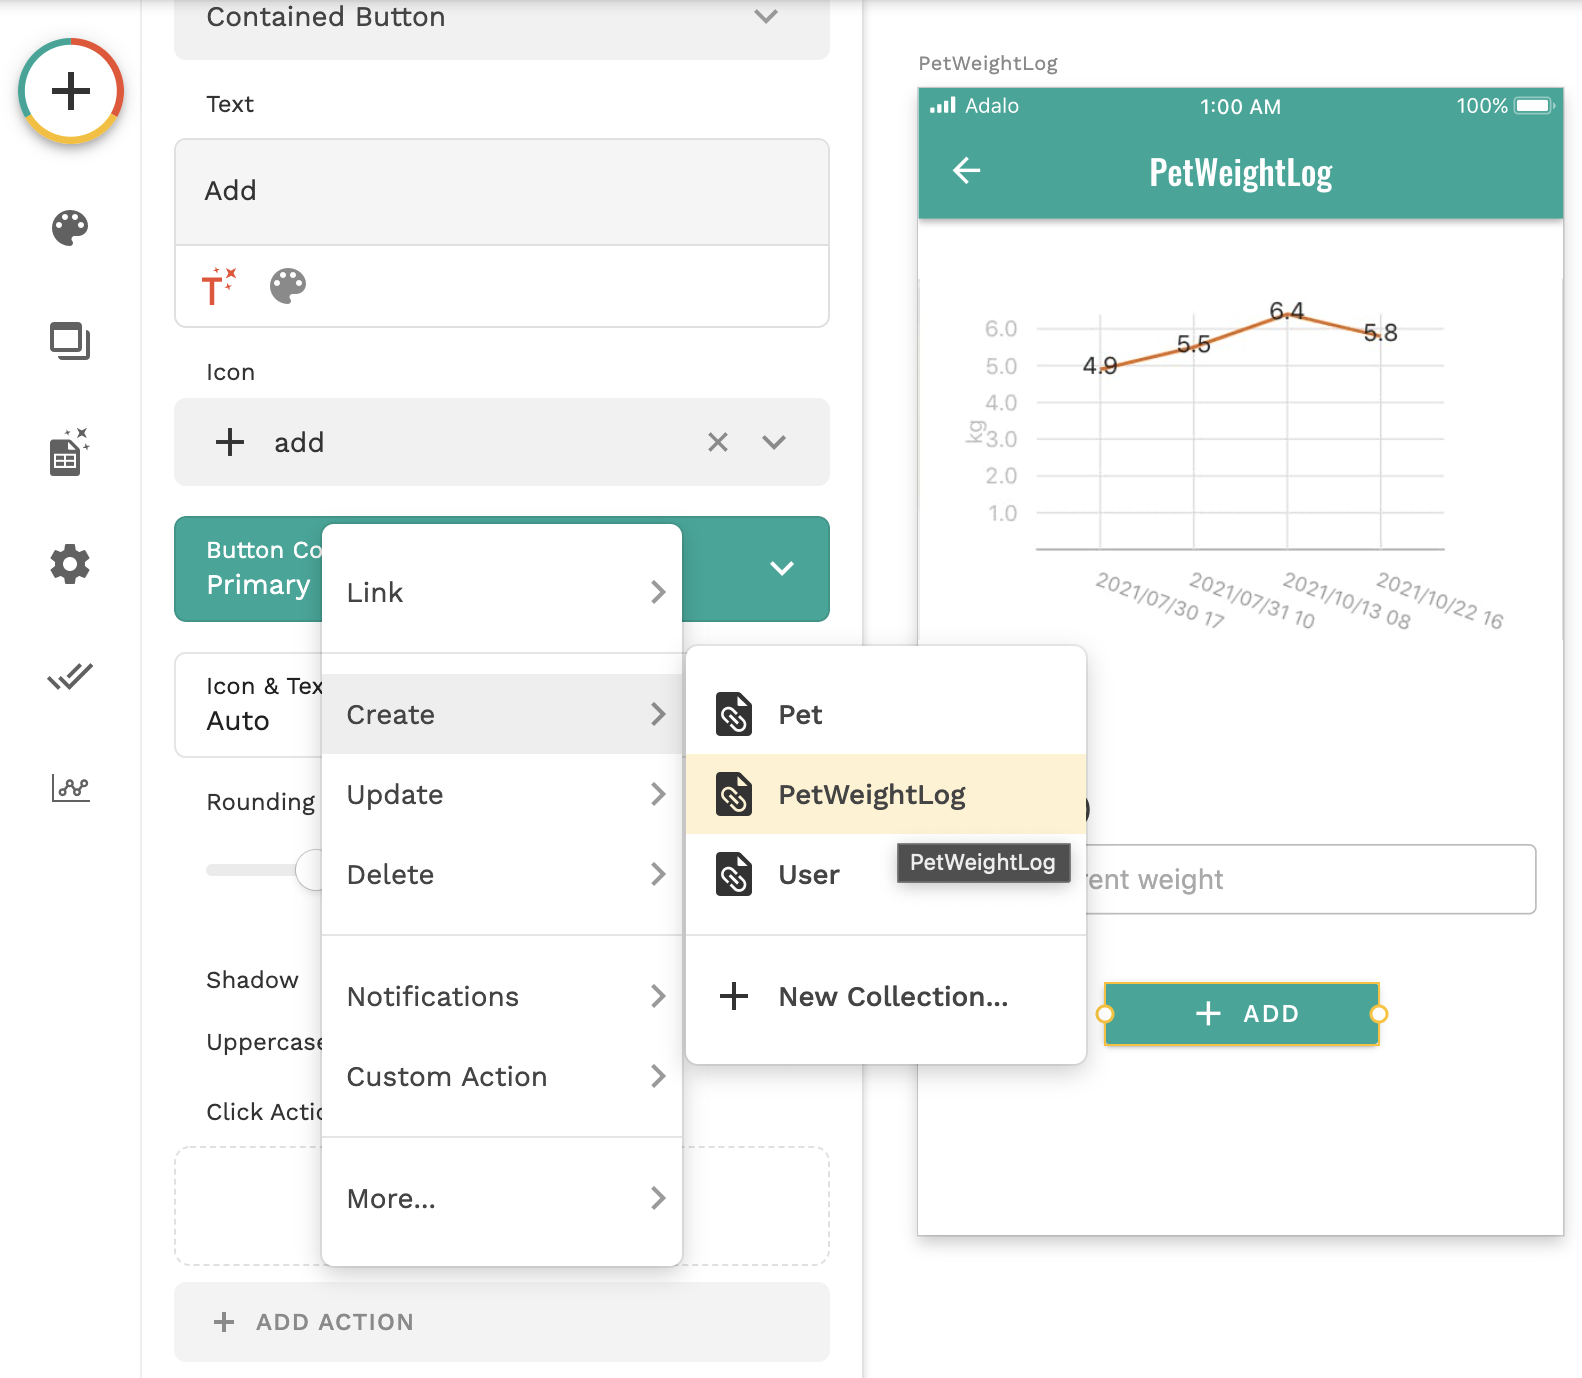 Contained Button
Text
Add
Icon
add
Button Co
Primary
Icon & Tex
Auto
Rounding
Shadow
Uppercase
Click Actio
ADD ACTION
Link
Create
Update
Delete
Notifications
Custom Action
More...
Pet
PetWeightLog
User
PetWeightLog
New Collection...
PetWeightLog
Adalo
1:00 AM
100%
PetWeightLog
6.0
5.0
4.0
3.0
2.0
1.0
kg
4.9
5.5
6.4
5.8
2021/07/30 17
2021/07/31 10
2021/10/13 08
2021/10/22 16
rent weight
ADD